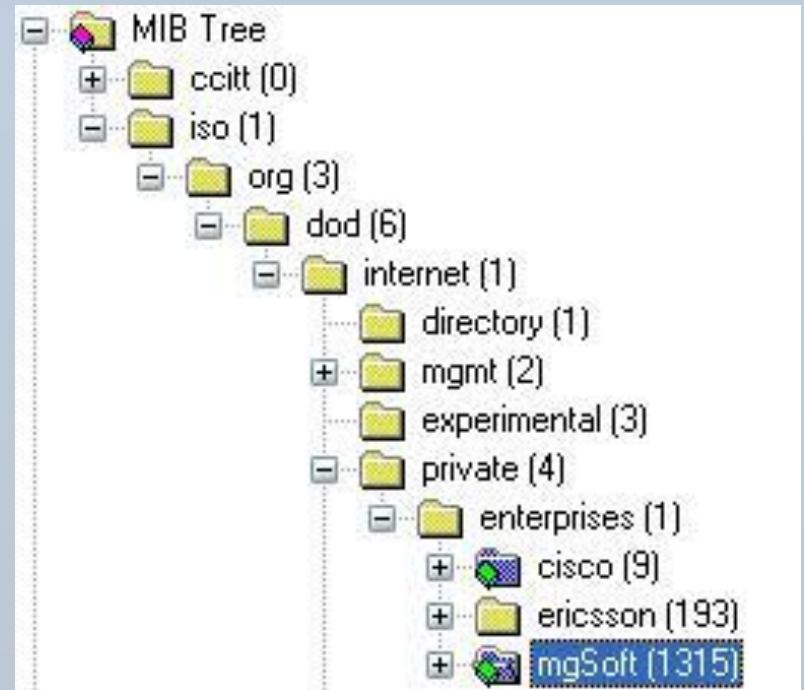 MIB Tree
ccitt (0)
iso (1)
org (3)
dod (6)
internet (1)
directory (1)
mgmt (2)
experimental (3)
private (4)
enterprises (1)
cisco (9)
ericsson (193)
mgSoft (1315)